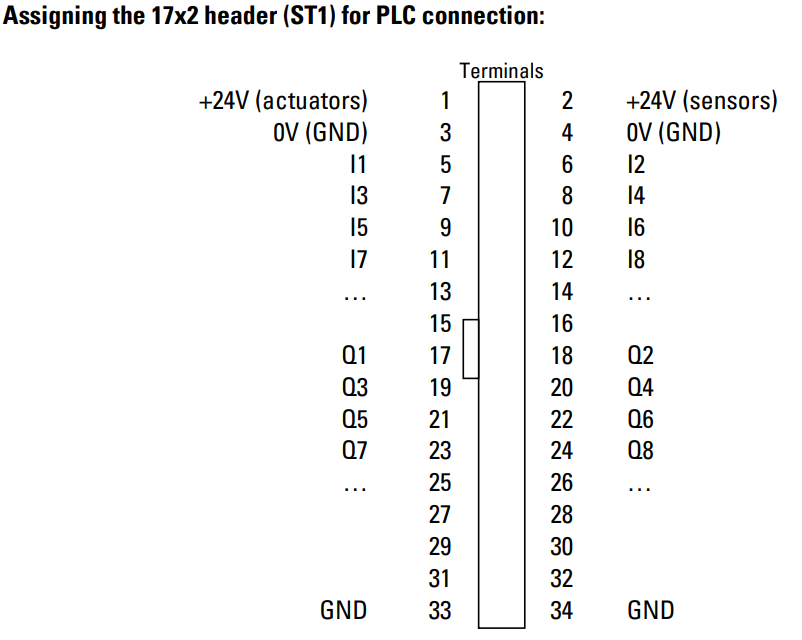 Assigning the 17x2 header (ST1) for PLC connection:
Terminals
+24V (actuators) 1 2 +24V (sensors)
0V (GND) 3 4 0V (GND)
I1 5 6 I2
I3 7 8 I4
I5 9 10 I6
I7 11 12 I8
... 13 14 ...
15 16
Q1 17 18 Q2
Q3 19 20 Q4
Q5 21 22 Q6
Q7 23 24 Q8
... 25 26 ...
27 28
29 30
31 32
GND 33 34 GND